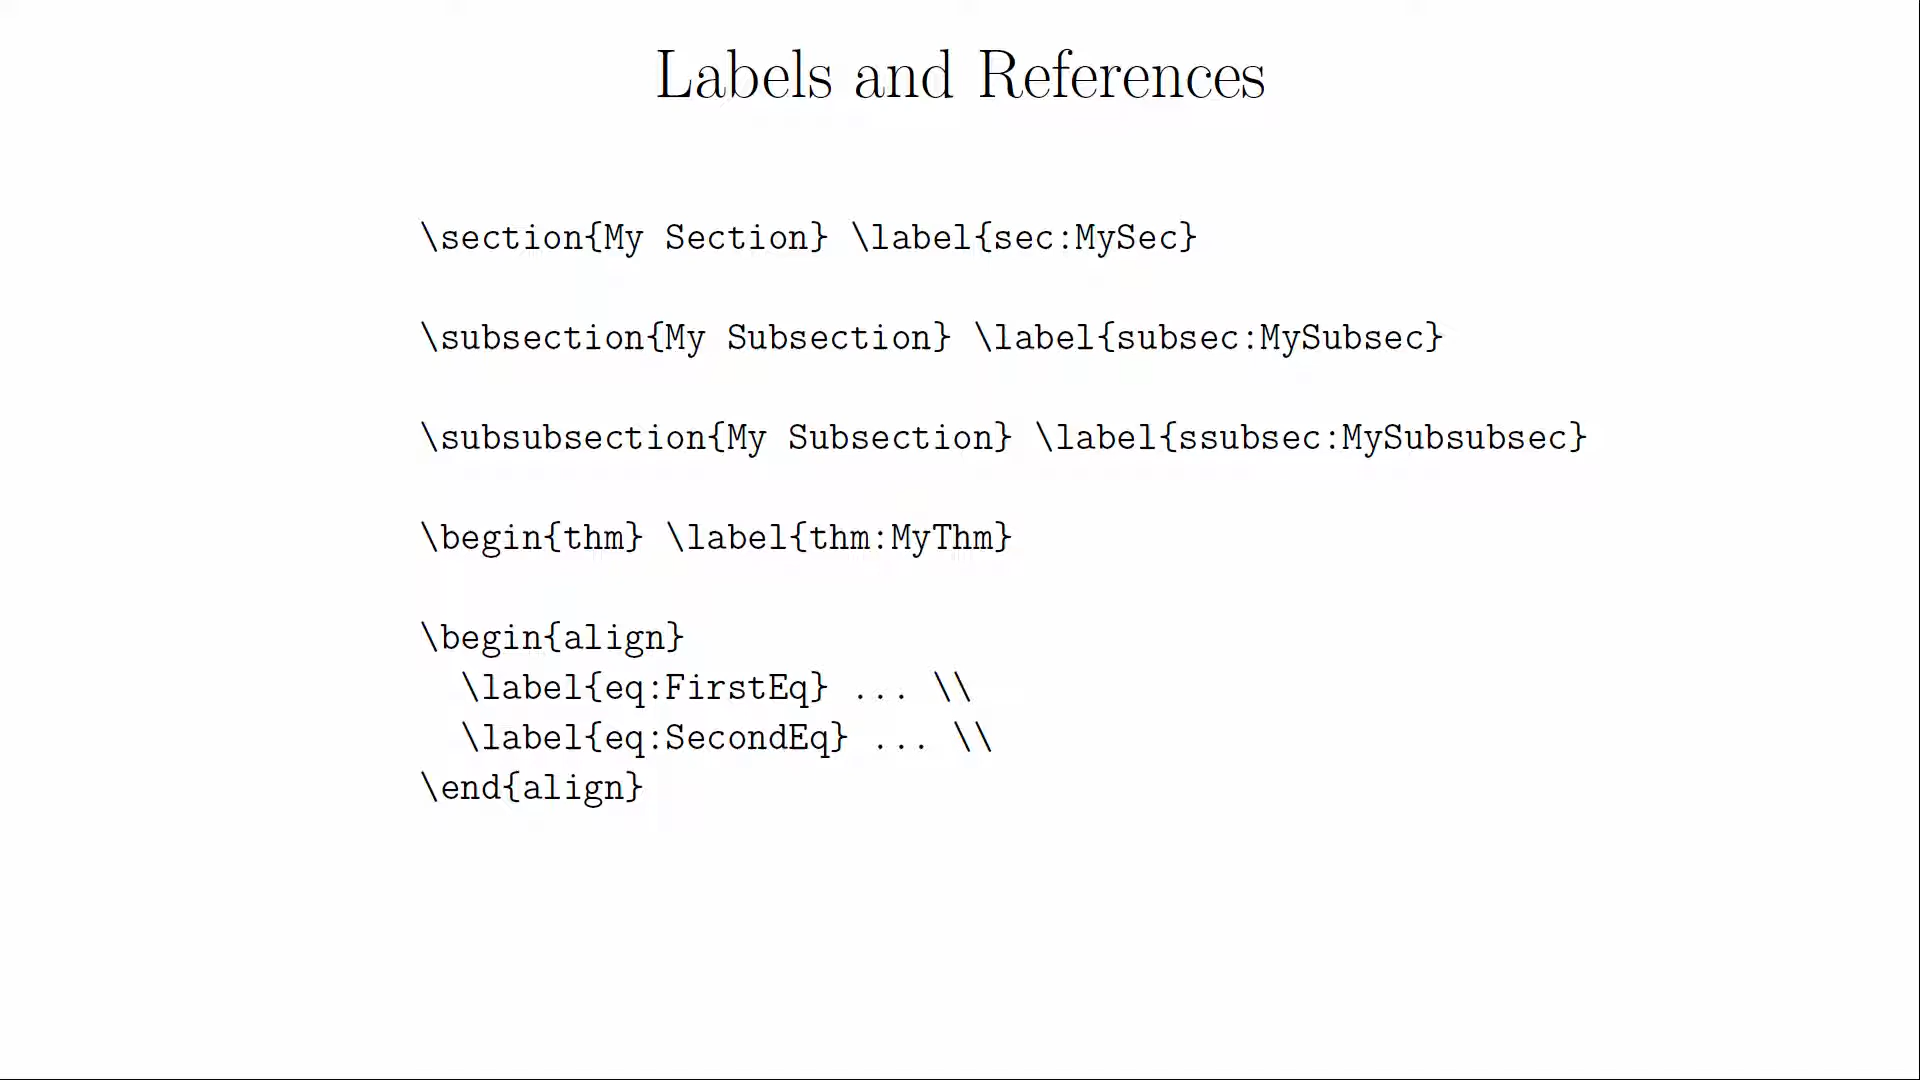 Labels and References
\section{My Section} \label{sec:MySec}
\subsection{My Subsection} \label{subsec:MySubsec}
\subsubsection{My Subsection} \label{ssubsec:MySubsubsec}
\begin{thm} \label{thm:MyThm}
\begin{align}
\label{eq:FirstEq} ... \\
\label{eq:SecondEq} ... \\
\end{align}